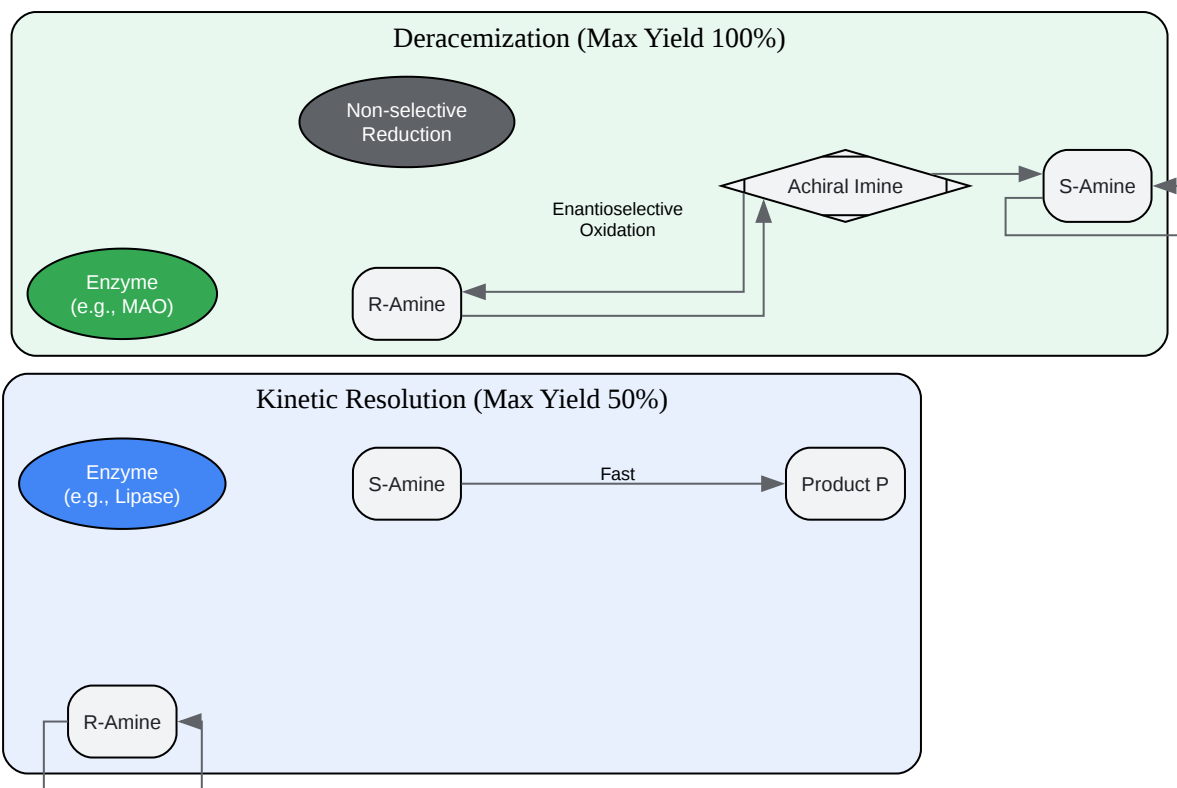 Deracemization (Max Yield 100%)
Non-selective
Reduction
Achiral Imine
S-Amine
Enantioselective
Oxidation
Enzyme
(e.g., MAO)
R-Amine
Kinetic Resolution (Max Yield 50%)
Enzyme
(e.g., Lipase)
S-Amine
Fast
Product P
R-Amine